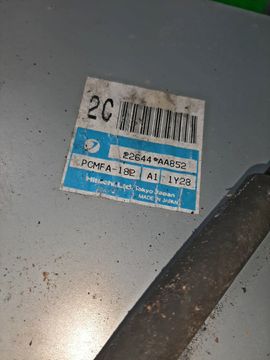 2C
22644 AA852
PCMFA-182 A1 1Y28
Hitachi, Ltd. Tokyo Japan
MADE IN JAPAN